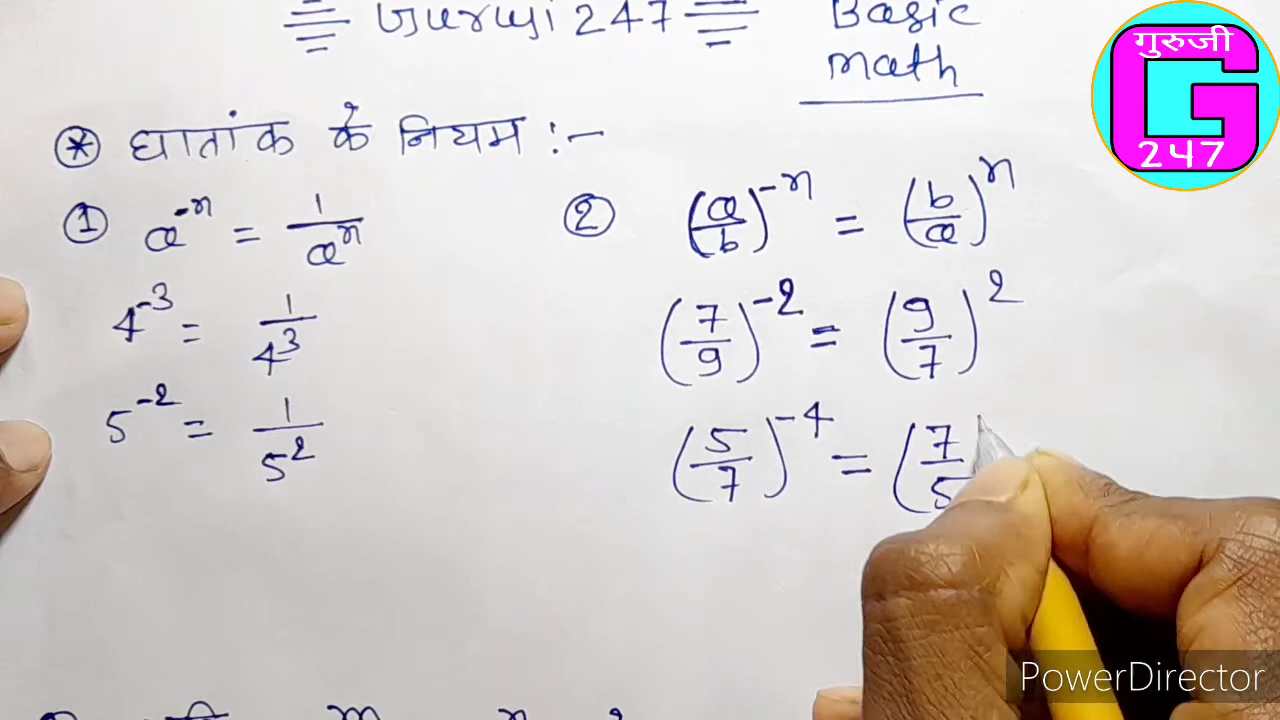 Guruji 247
Basic
math
गुरुजी
G
247
* घातांक के नियम :-
① a⁻ⁿ = 1/aⁿ
4⁻³ = 1/4³
5⁻² = 1/5²
② (a/b)⁻ⁿ = (b/a)ⁿ
(7/9)⁻² = (9/7)²
(5/7)⁻⁴ = (7/5
PowerDirector